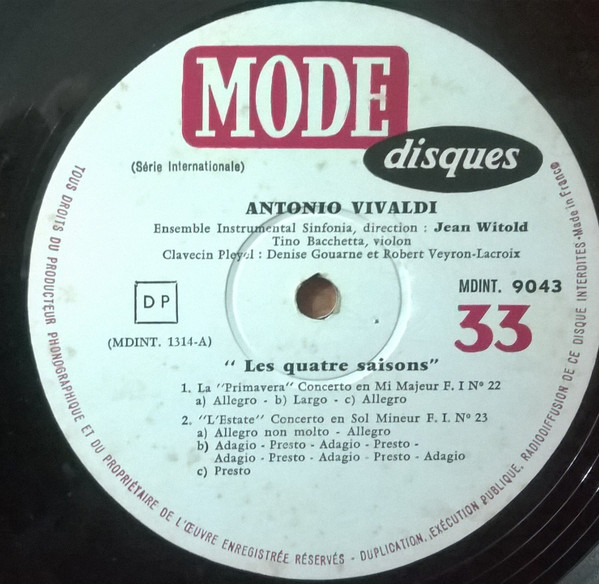 MODE
disques
(Série Internationale)
ANTONIO VIVALDI
Ensemble Instrumental Sinfonia, direction : Jean Witold
Tino Bacchetta, violon
Clavecin Pleyel : Denise Gouarne et Robert Veyron-Lacroix
DP
MDINT. 9043
33
(MDINT. 1314-A)
" Les quatre saisons"
1. La "Primavera" Concerto en Mi Majeur F. I Nº 22
a) Allegro - b) Largo - c) Allegro
2. "L'Estate" Concerto en Sol Mineur F. I. Nº 23
a) Allegro non molto - Allegro
b) Adagio - Presto - Adagio - Presto -
Adagio - Presto - Adagio - Presto - Adagio
c) Presto
TOUS DROITS DU PRODUCTEUR PHONOGRAPHIQUE ET DU PROPRIÉTAIRE DE L'ŒUVRE ENREGISTRÉE RÉSERVÉS - DUPLICATION, EXÉCUTION PUBLIQUE, RADIODIFFUSION DE CE DISQUE INTERDITES - Made in France